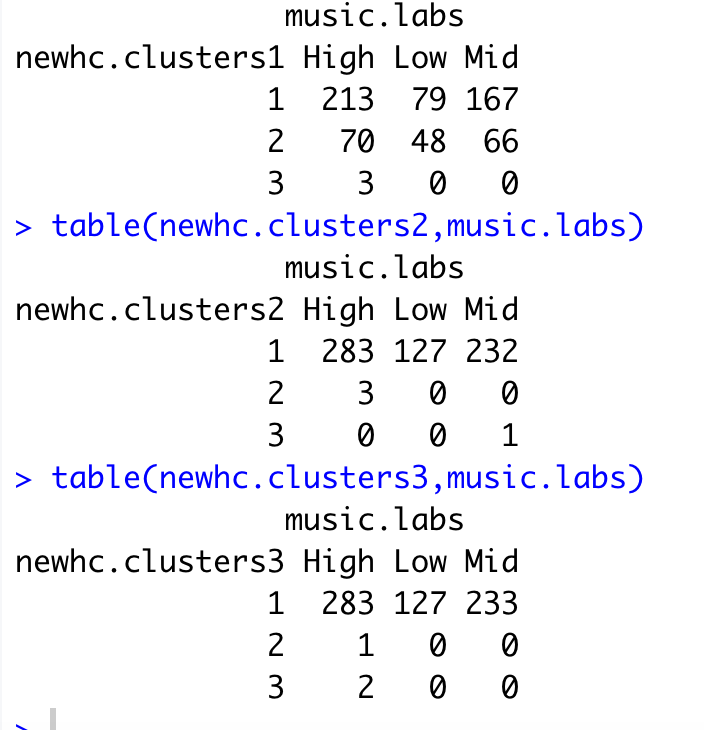 music.labs
newhc.clusters1 High Low Mid
1 213 79 167
2 70 48 66
3 3 0 0
> table(newhc.clusters2,music.labs)
music.labs
newhc.clusters2 High Low Mid
1 283 127 232
2 3 0 0
3 0 0 1
> table(newhc.clusters3,music.labs)
music.labs
newhc.clusters3 High Low Mid
1 283 127 233
2 1 0 0
3 2 0 0
>